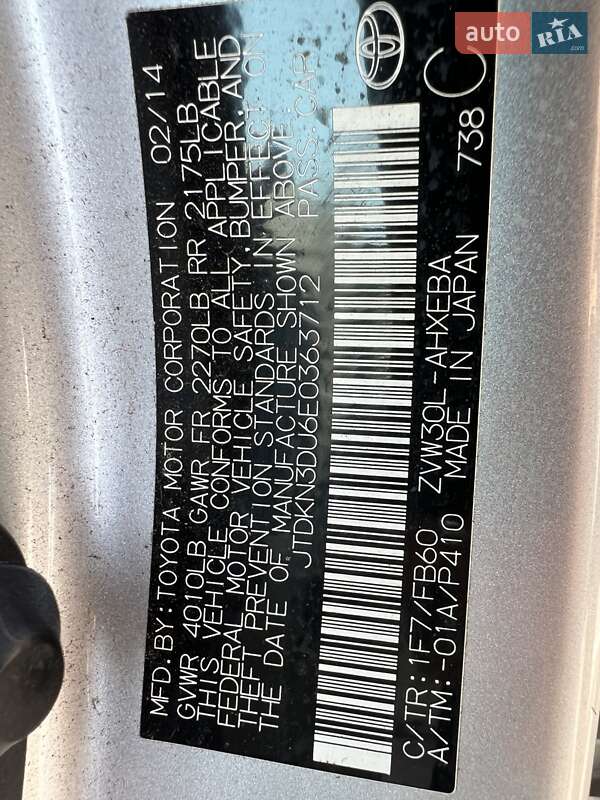 auto RIA.com
MFD.BY:TOYOTA MOTOR CORPORATION 02/14
GVWR 4010LB GAWR FR 2270LB RR 2175LB
THIS VEHICLE CONFORMS TO ALL APPLICABLE
FEDERAL MOTOR VEHICLE SAFETY, BUMPER, AND
THEFT PREVENTION STANDARDS IN EFFECT ON
THE DATE OF MANUFACTURE SHOWN ABOVE.
JTDKN3DU6E0363712 PASS.CAR
C/TR:1F7/FB60 ZVW30L-AHXEBA
A/TM:-01A/P410 MADE IN JAPAN 738
C